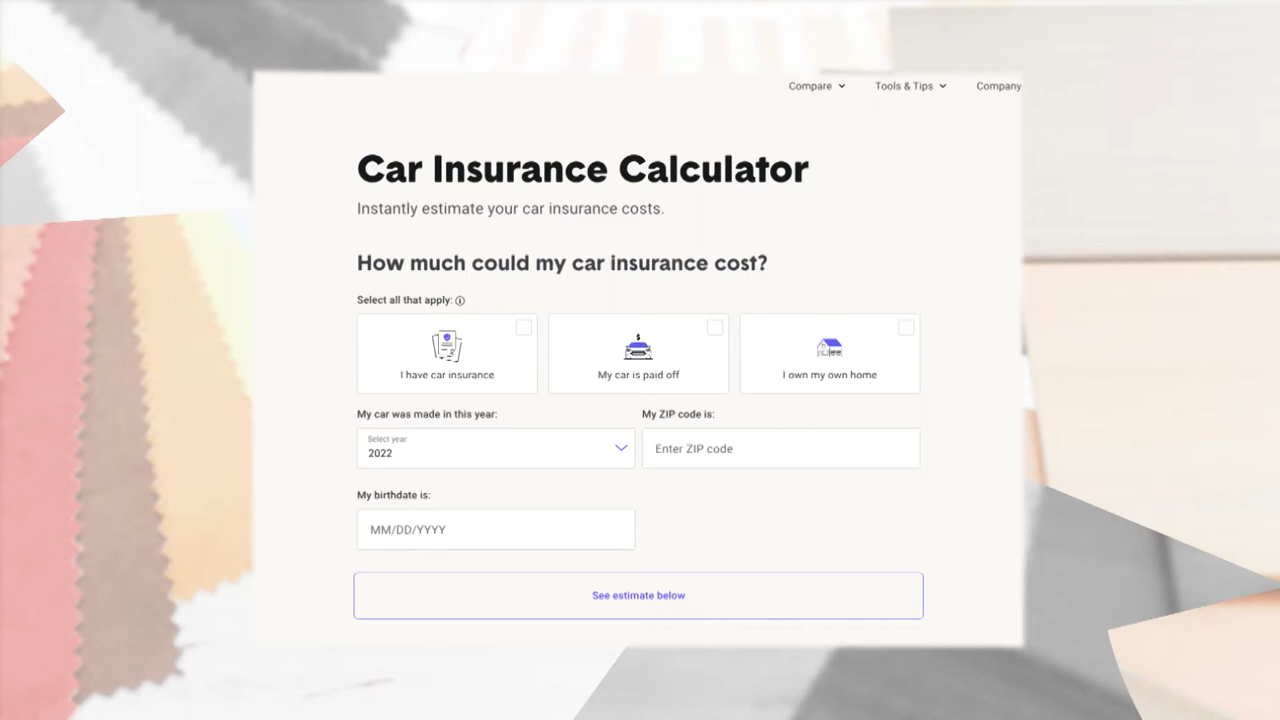 Compare Tools & Tips Company
Car Insurance Calculator
Instantly estimate your car insurance costs.
How much could my car insurance cost?
Select all that apply:
$
I have car insurance
My car is paid off
I own my own home
My car was made in this year:
My ZIP code is:
Select year
2022
Enter ZIP code
My birthdate is:
MM/DD/YYYY
See estimate below